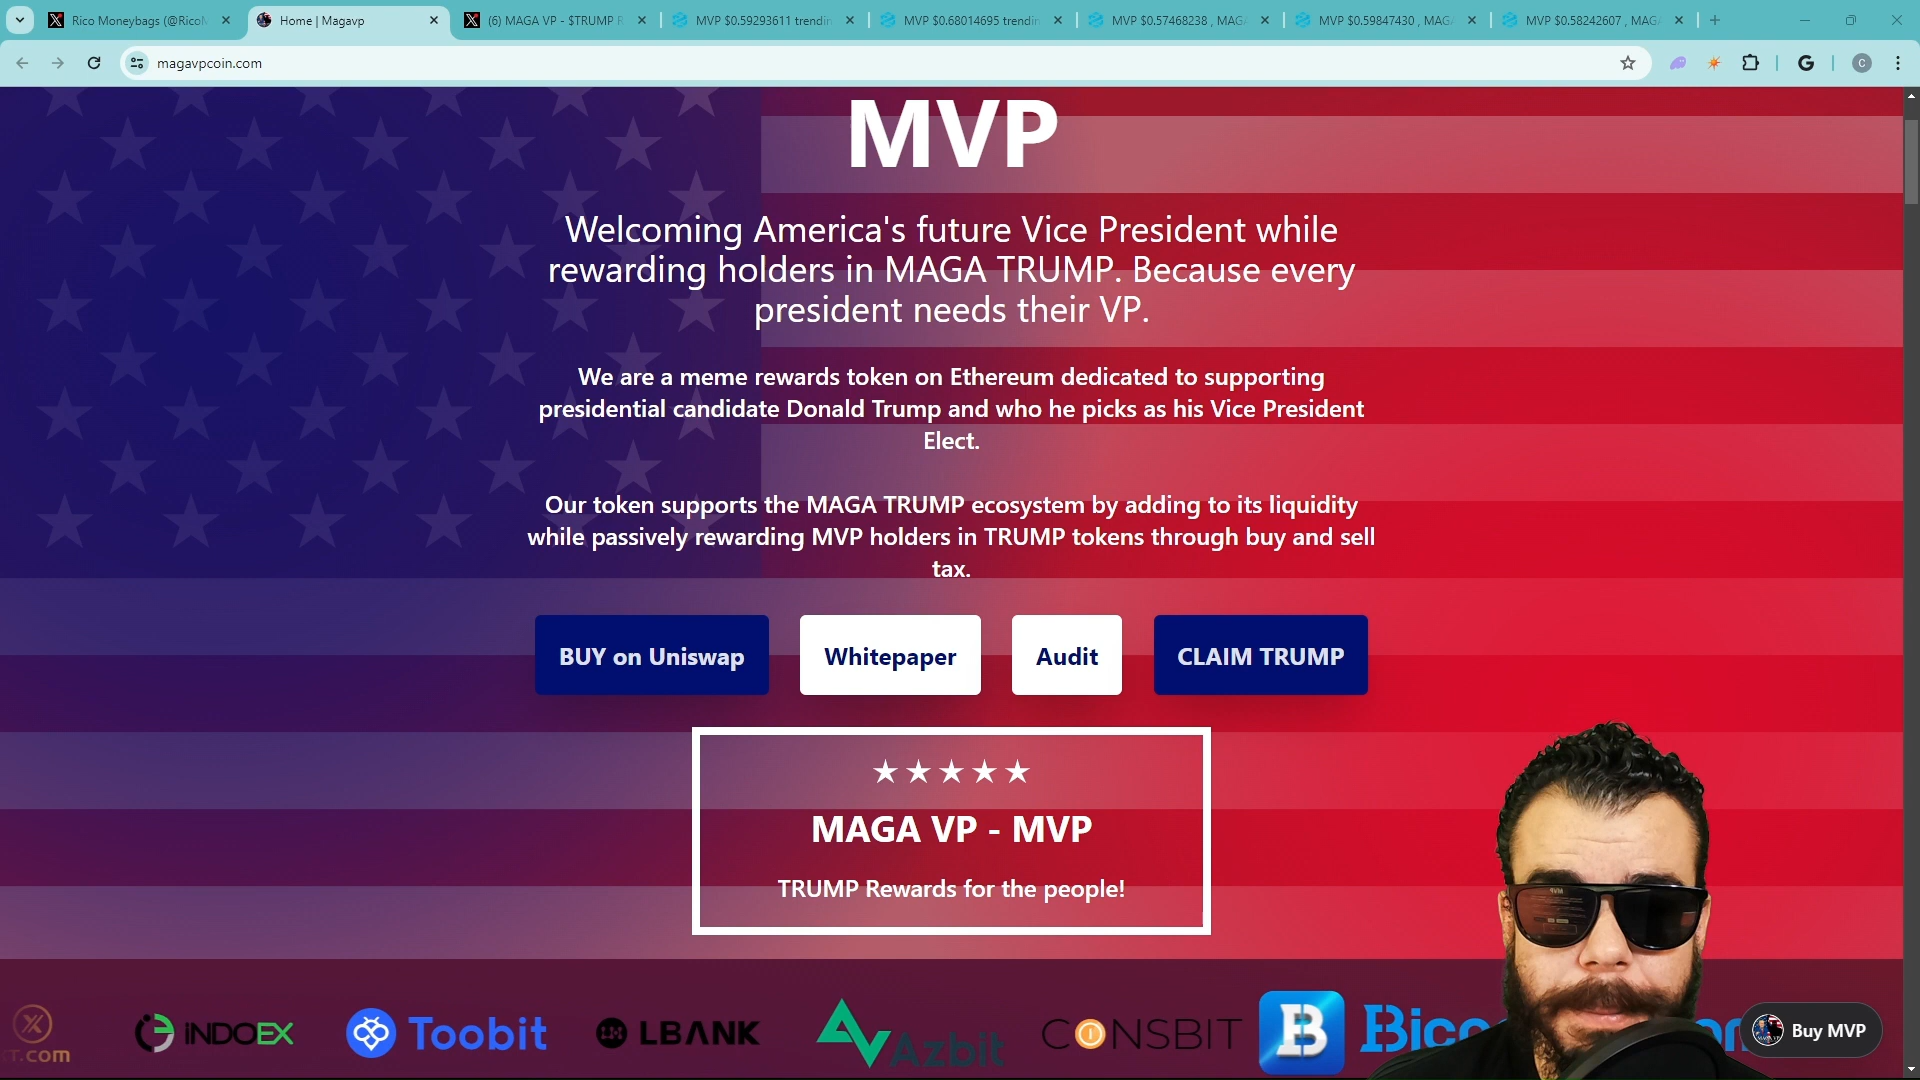 Rico Moneybags (@RicoM
Home | Magavp
(6) MAGA VP - $TRUMP R
MVP $0.59293611 trendin
MVP $0.68014695 trendin
MVP $0.57468238 , MAGA
MVP $0.59847430 , MAGA
MVP $0.58242607 , MAGA
magavpcoin.com
G
C
MVP
Welcoming America's future Vice President while
rewarding holders in MAGA TRUMP. Because every
president needs their VP.
We are a meme rewards token on Ethereum dedicated to supporting
presidential candidate Donald Trump and who he picks as his Vice President
Elect.
Our token supports the MAGA TRUMP ecosystem by adding to its liquidity
while passively rewarding MVP holders in TRUMP tokens through buy and sell
tax.
BUY on Uniswap
Whitepaper
Audit
CLAIM TRUMP
MAGA VP - MVP
TRUMP Rewards for the people!
T.com
INDOEX
Toobit
LBANK
Azbit
COINSBIT
B
Bico
Buy MVP